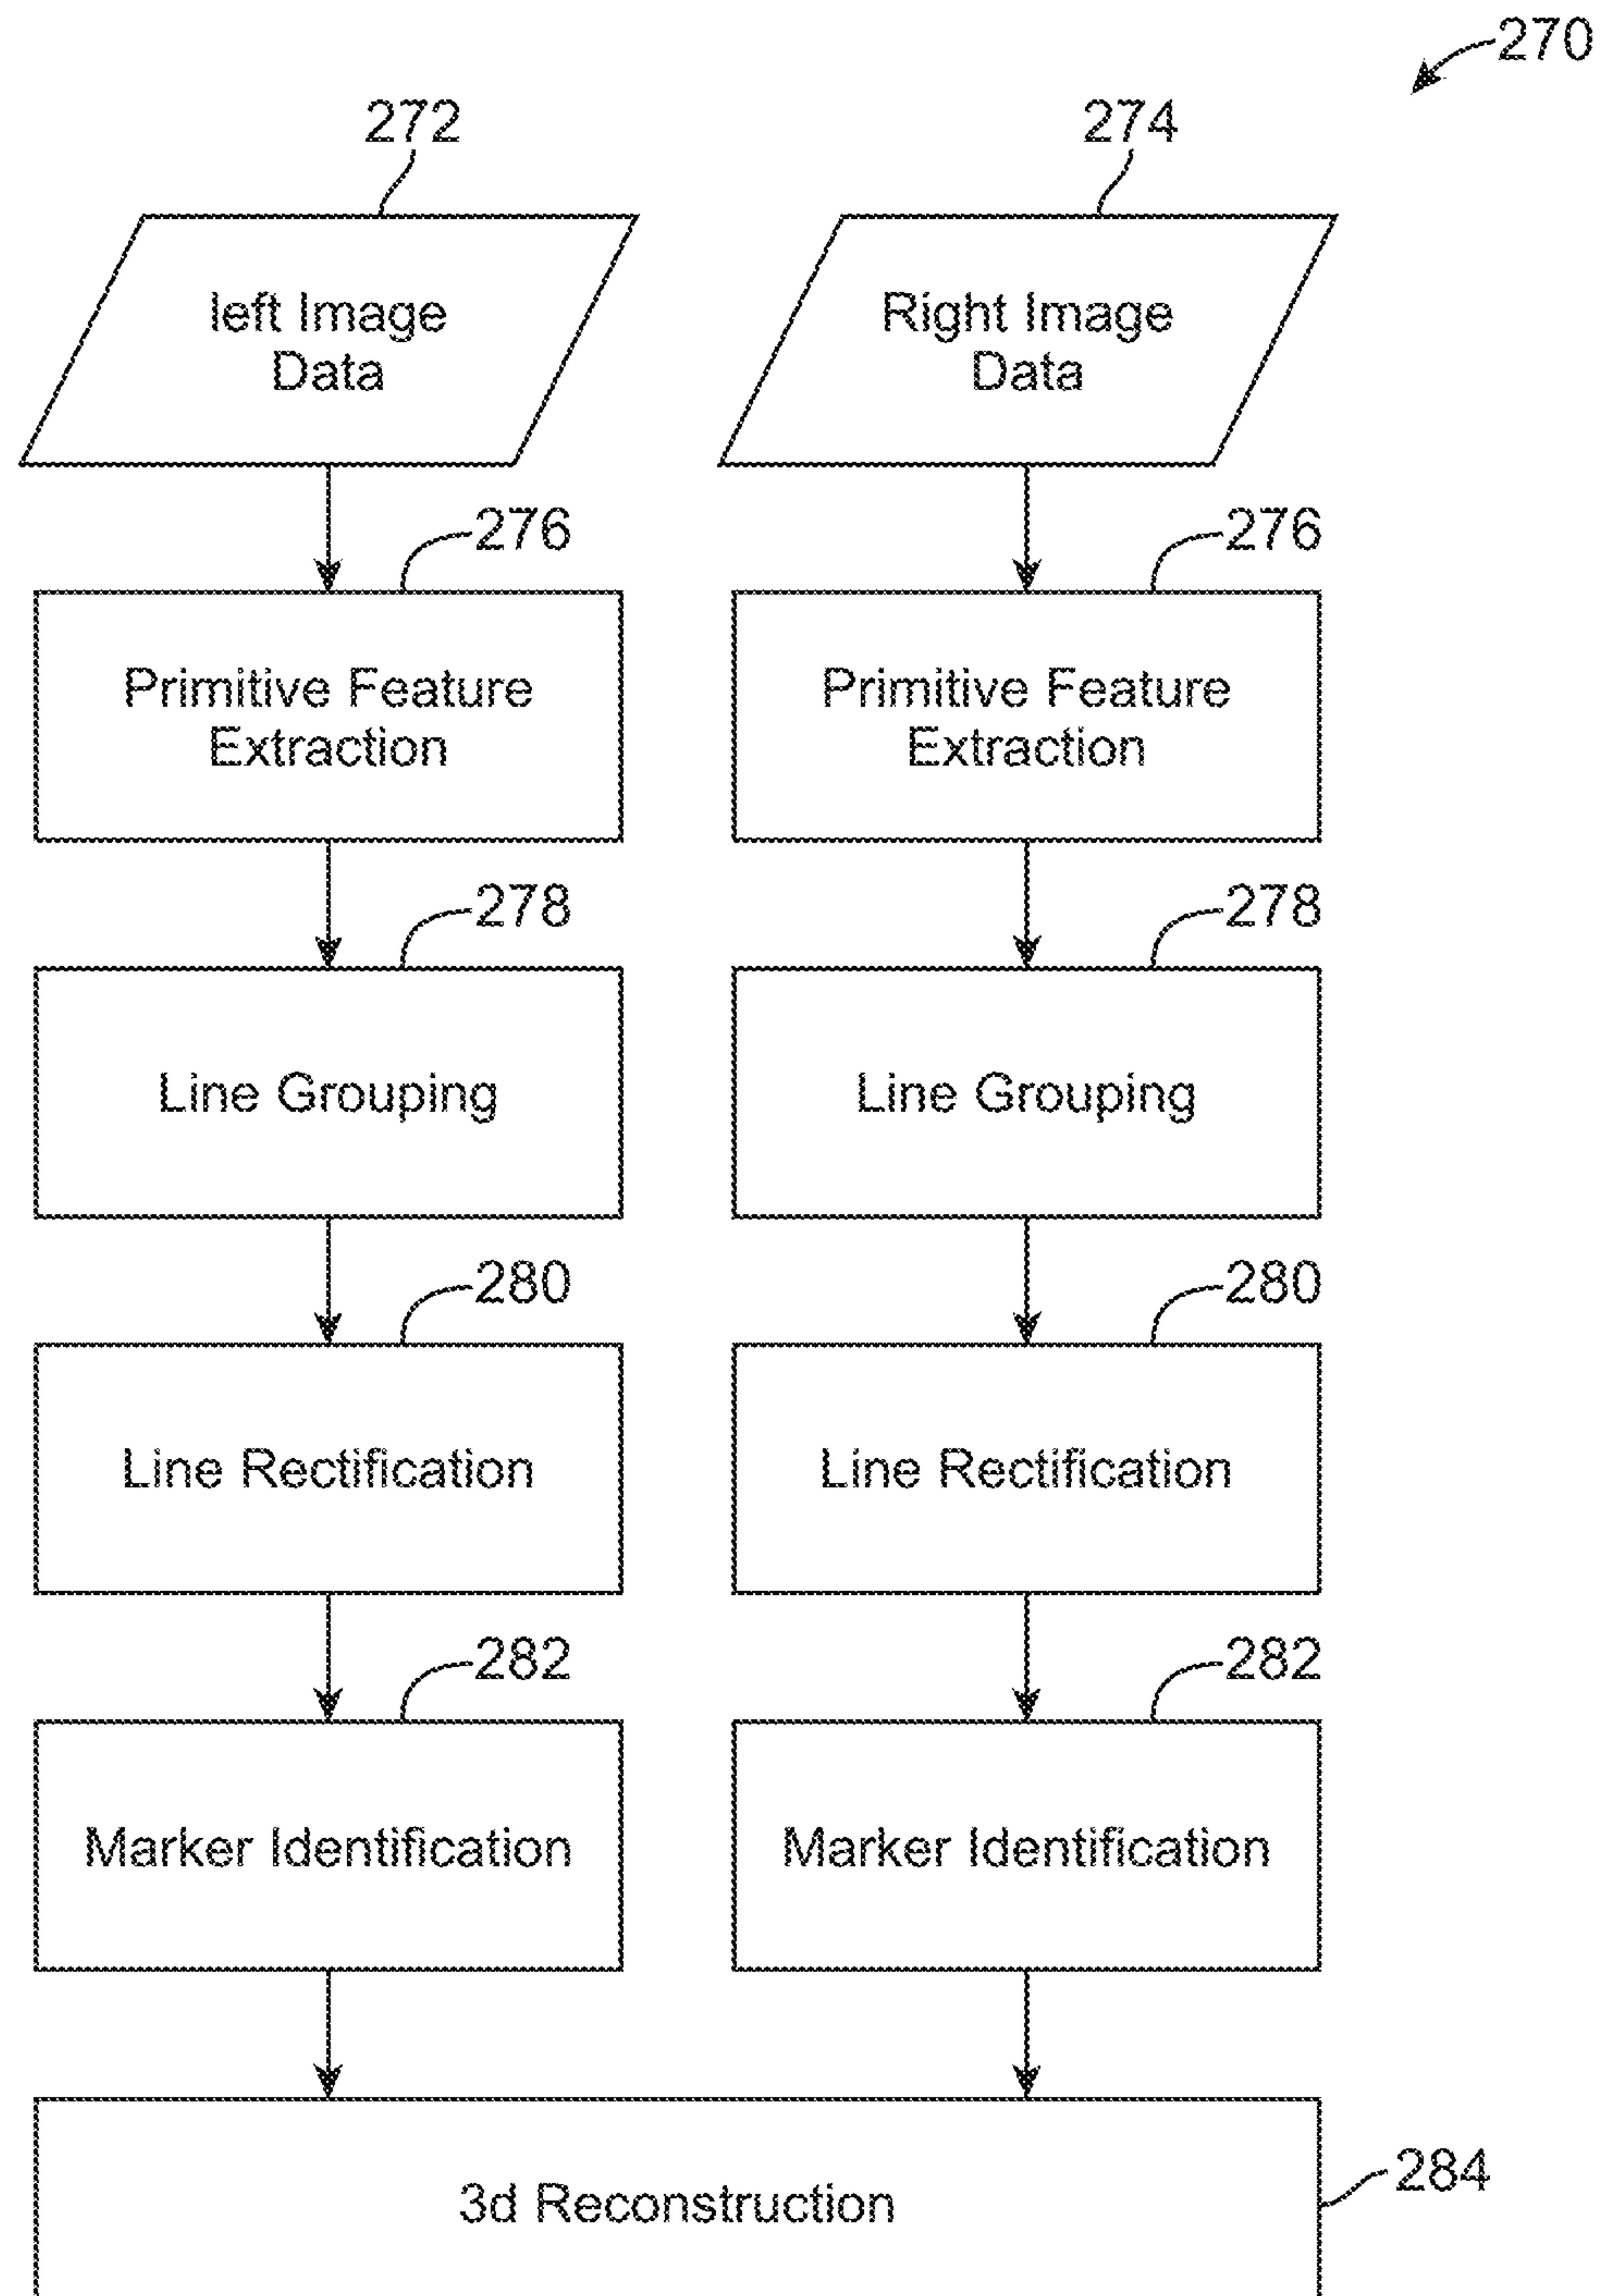 270
272
274
left Image
Data
Right Image
Data
276
276
Primitive Feature
Extraction
Primitive Feature
Extraction
278
278
Line Grouping
Line Grouping
280
280
Line Rectification
Line Rectification
282
282
Marker Identification
Marker Identification
3d Reconstruction
284